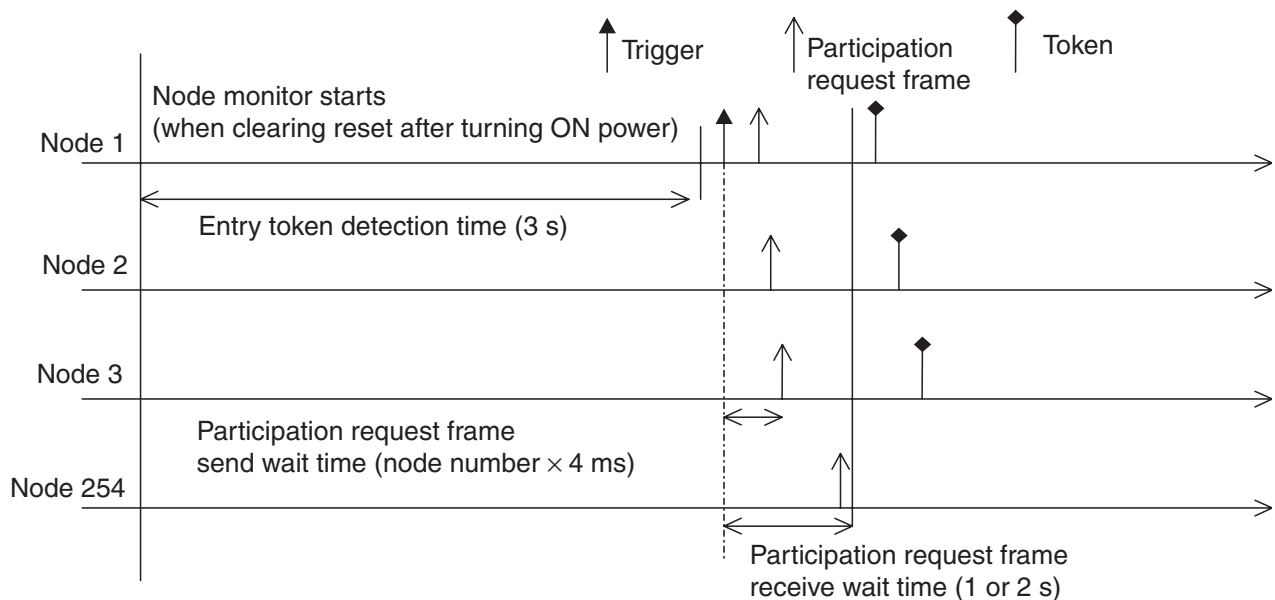 Trigger
Participation
request frame
Token
Node monitor starts
(when clearing reset after turning ON power)
Node 1
Entry token detection time (3 s)
Node 2
Node 3
Participation request frame
send wait time (node number × 4 ms)
Node 254
Participation request frame
receive wait time (1 or 2 s)